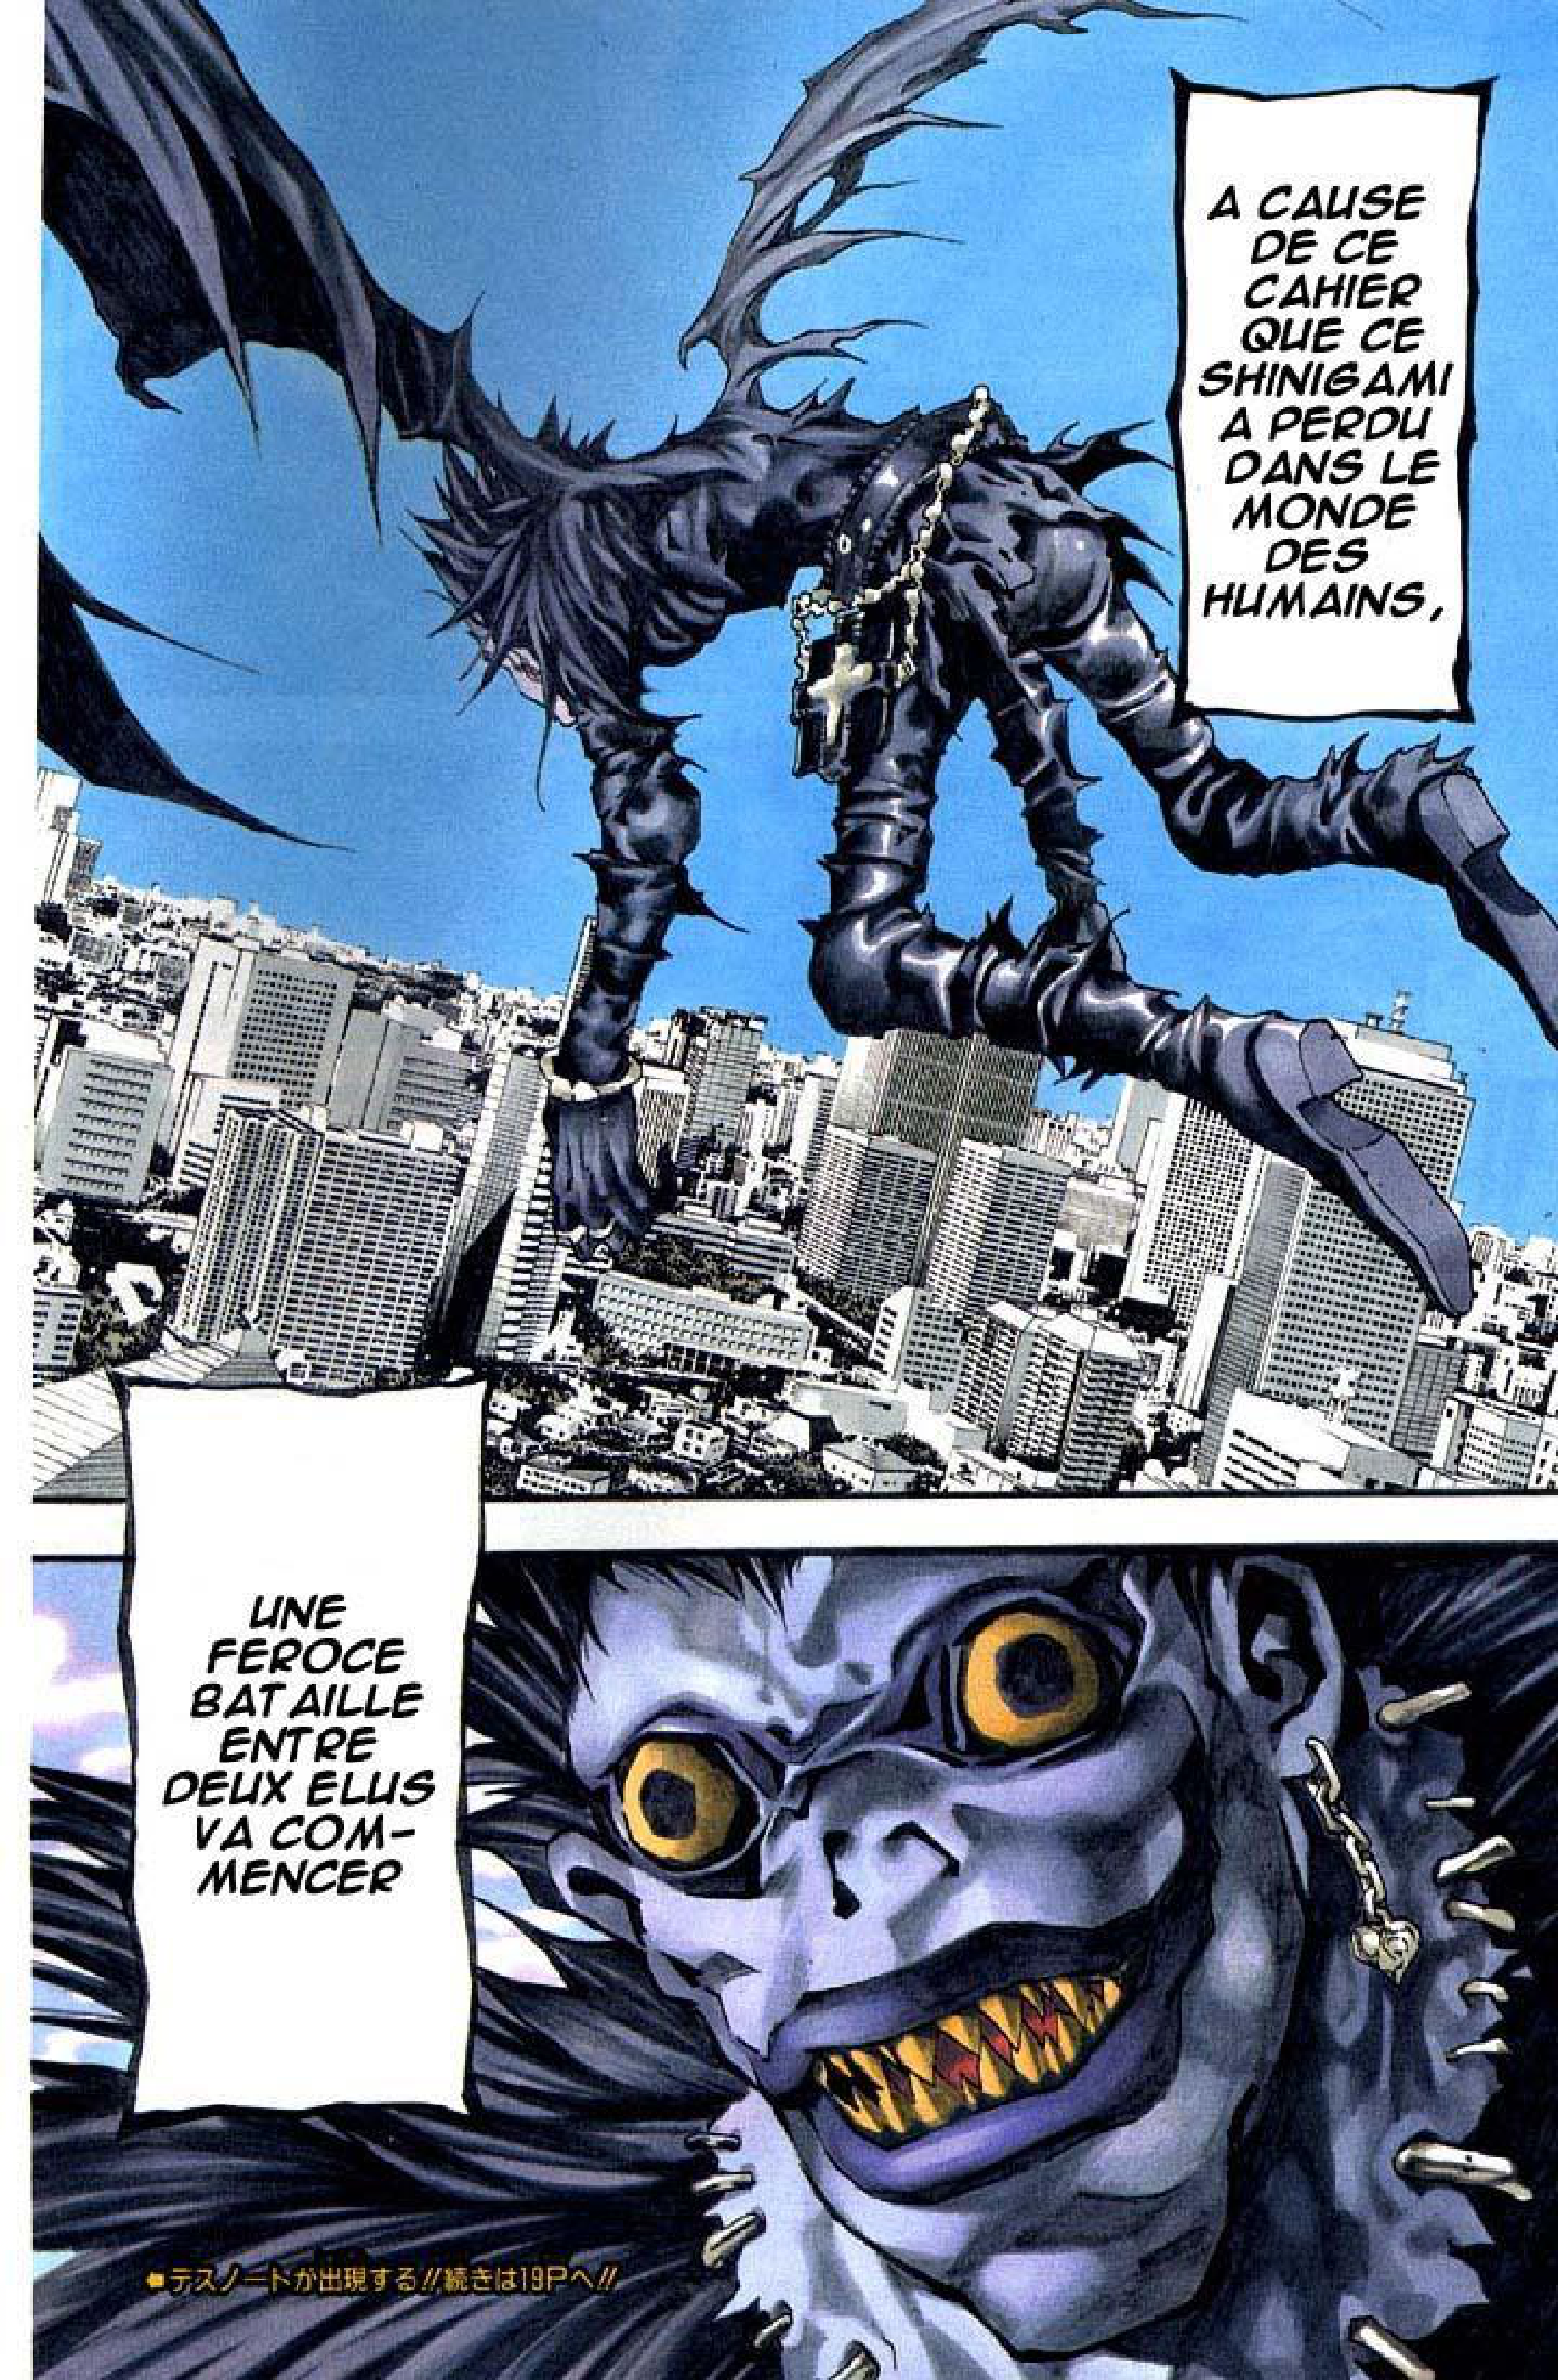 A CAUSE
DE CE
CAHIER
QUE CE
SHINIGAMI
A PERDU
DANS LE
MONDE
DES
HUMAINS,
UNE
FEROCE
BATAILLE
ENTRE
DEUX ELUS
VA COM-
MENCER
デスノートが出現する!!続きは19Pへ!!